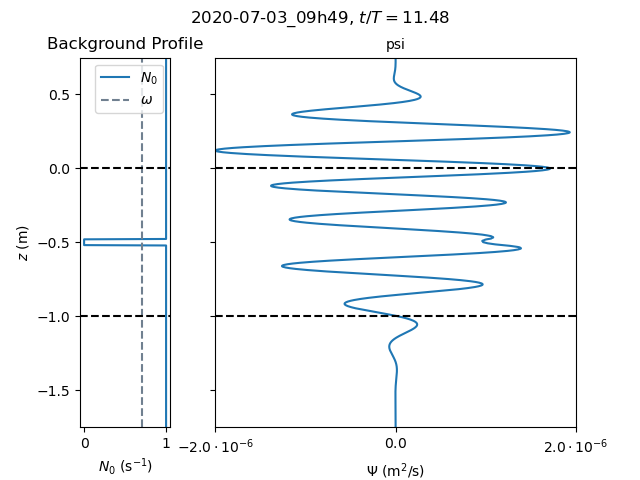 2020-07-03_09h49, t/T = 11.48
Background Profile
psi
N₀
ω
0.5
0.0
−0.5
−1.0
−1.5
z (m)
0
1
−2.0 · 10⁻⁶
0.0
2.0 · 10⁻⁶
N₀ (s⁻¹)
Ψ (m²/s)